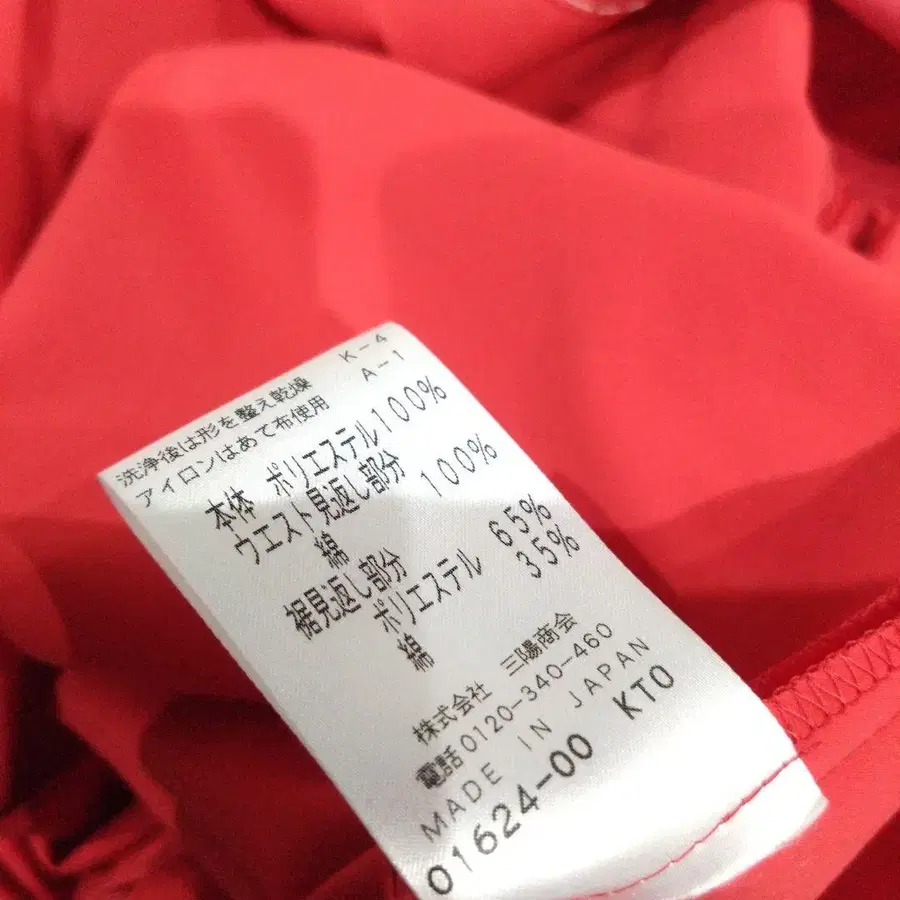 K-4
洗浄後は形を整え乾燥 A-1
アイロンはあて布使用
本体 ポリエステル100%
ウエスト見返し部分
綿 100%
裾見返し部分
ポリエステル 65%
綿 35%
株式会社 三陽商会
電話0120-340-460
MADE IN JAPAN
01624-00 KTO